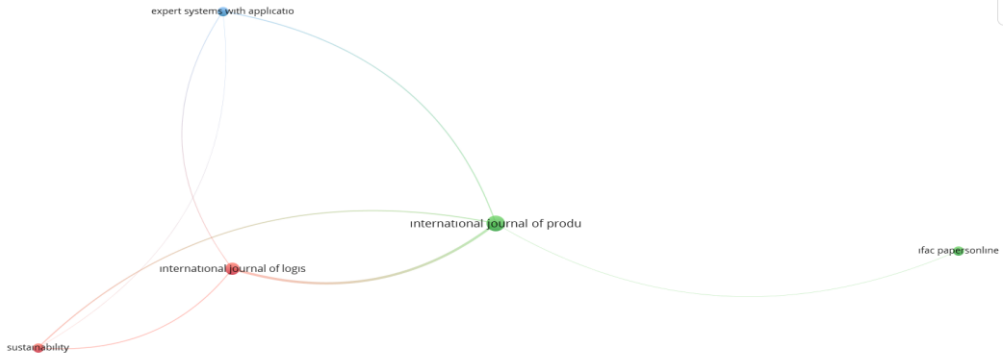 expert systems with applicatio
international journal of produ
ifac papersonline
international journal of logis
sustainability